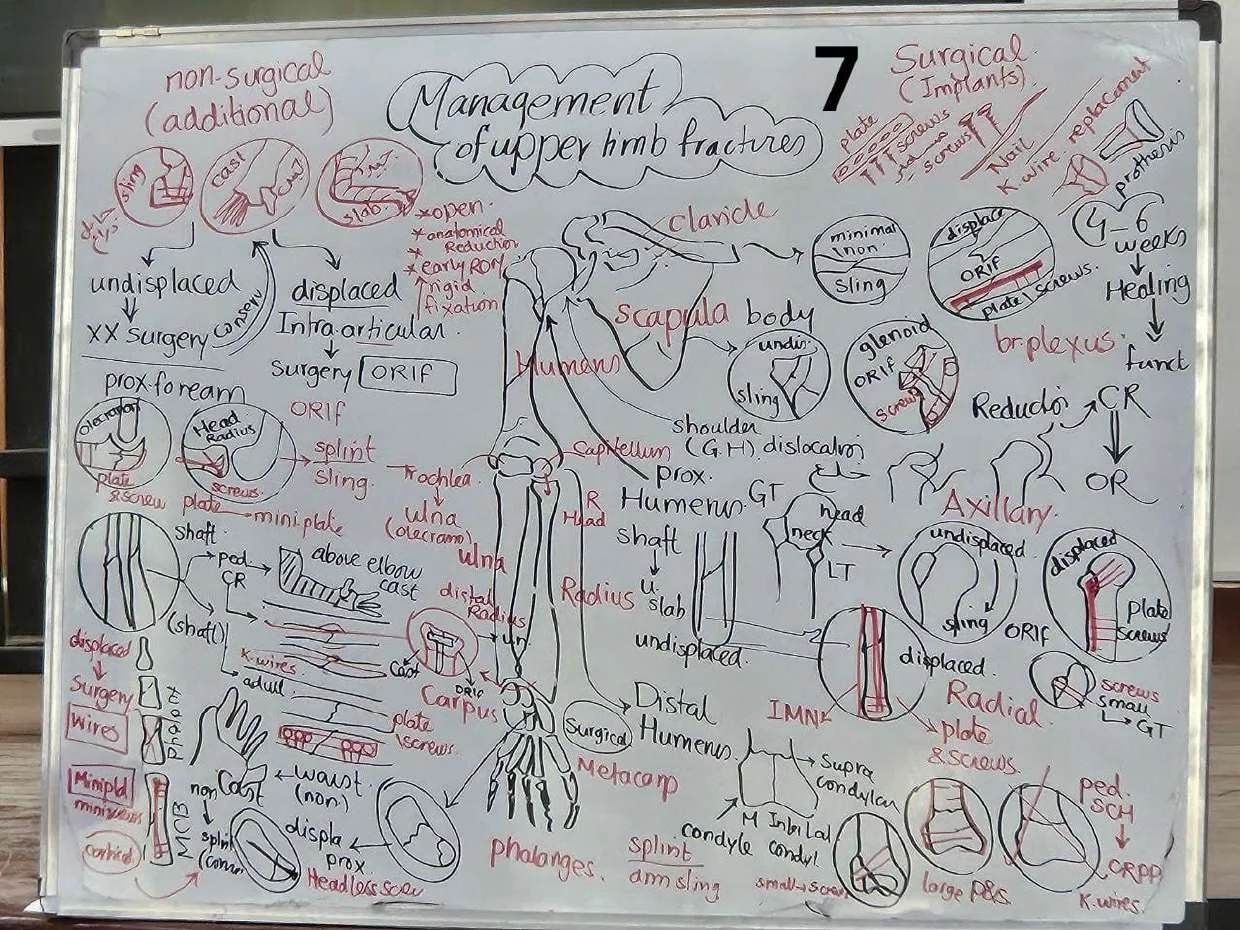 non-surgical
(additional)
Management
of upper limb fractures
7
Surgical
(Implants)
plate
screws
screws
Nail
K.wire
replacement
prothesis
sling
cast
slab
undisplaced
XX Surgery
Conserv
displaced
Intra articular
Surgery ORIF
*open
*anatomical
Reduction
*early ROM
rigid
fixation
clavicle
minimal
non
Sling
displace
ORIF
plate screws.
4-6
weeks
Healing
funct
Scapula body
undis
sling
glenoid
ORIF
Screw
br.plexus.
CR
OR
Humerus
prox.forearm
olecranon
plate
& screw
Head
Radius
screws
plate
mini plate
ORIF
splint
Sling
Trochlea
ulna
Capitellum
R
Head
shoulder
(G.H)
prox.
Humerus
GT
head
neck
LT
Axillary
undisplaced
sling
ORIF
displaced
Plate
Screws
screws
small
GT
shaft
ped.
CR
(shaft)
above elbow
cast
ulna
distal
Radius
Radius
shaft
u.
slab
undisplaced
displaced.
Radial
IMN
plate
& screws.
K.wires
adult
Cast
ORIF
Carpus
plate
screws
displaced
Surgery
Wires
Phalanx
Surgical
Distal
Humerus
Supra
condylar
M
condyle
small screw
large P&S.
ped.
SCH
CRPP
K.wires.
Metacarp
phalanges.
splint
arm sling
waist
(non)
non
Cast
displa
prox
Headless screw
MCB